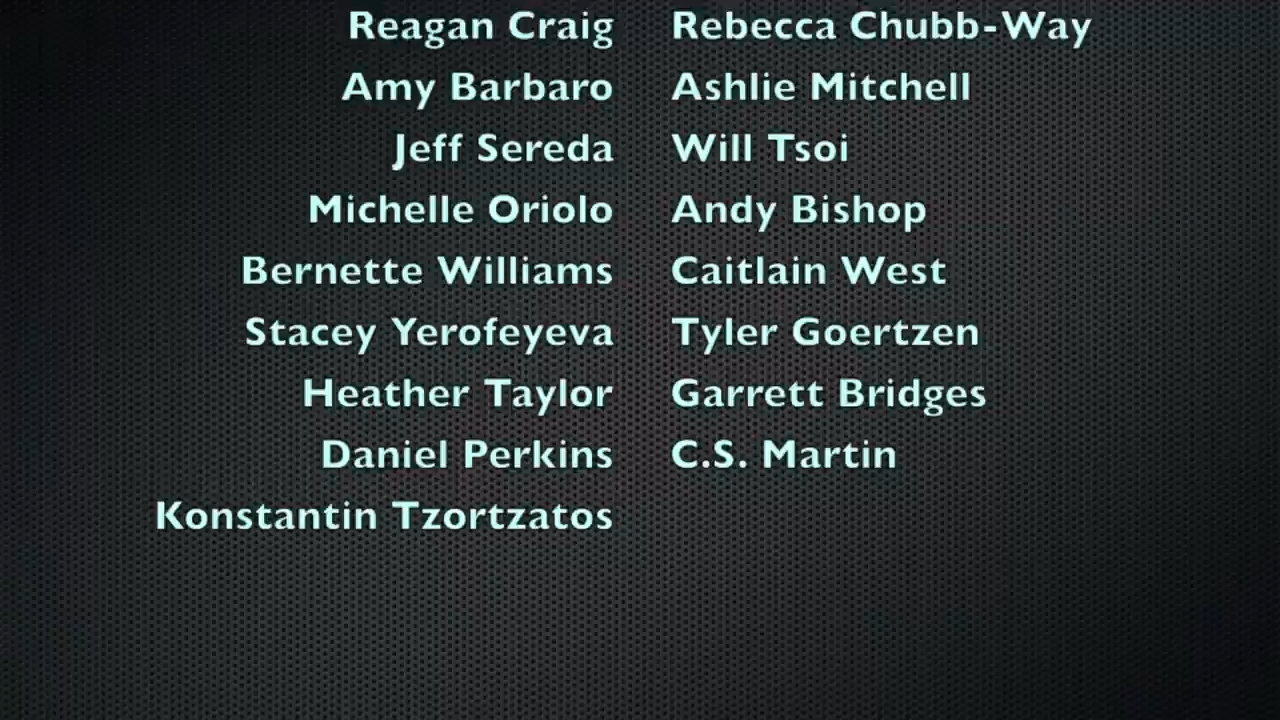 Reagan Craig Rebecca Chubb-Way
Amy Barbaro Ashlie Mitchell
Jeff Sereda Will Tsoi
Michelle Oriolo Andy Bishop
Bernette Williams Caitlain West
Stacey Yerofeyeva Tyler Goertzen
Heather Taylor Garrett Bridges
Daniel Perkins C.S. Martin
Konstantin Tzortzatos